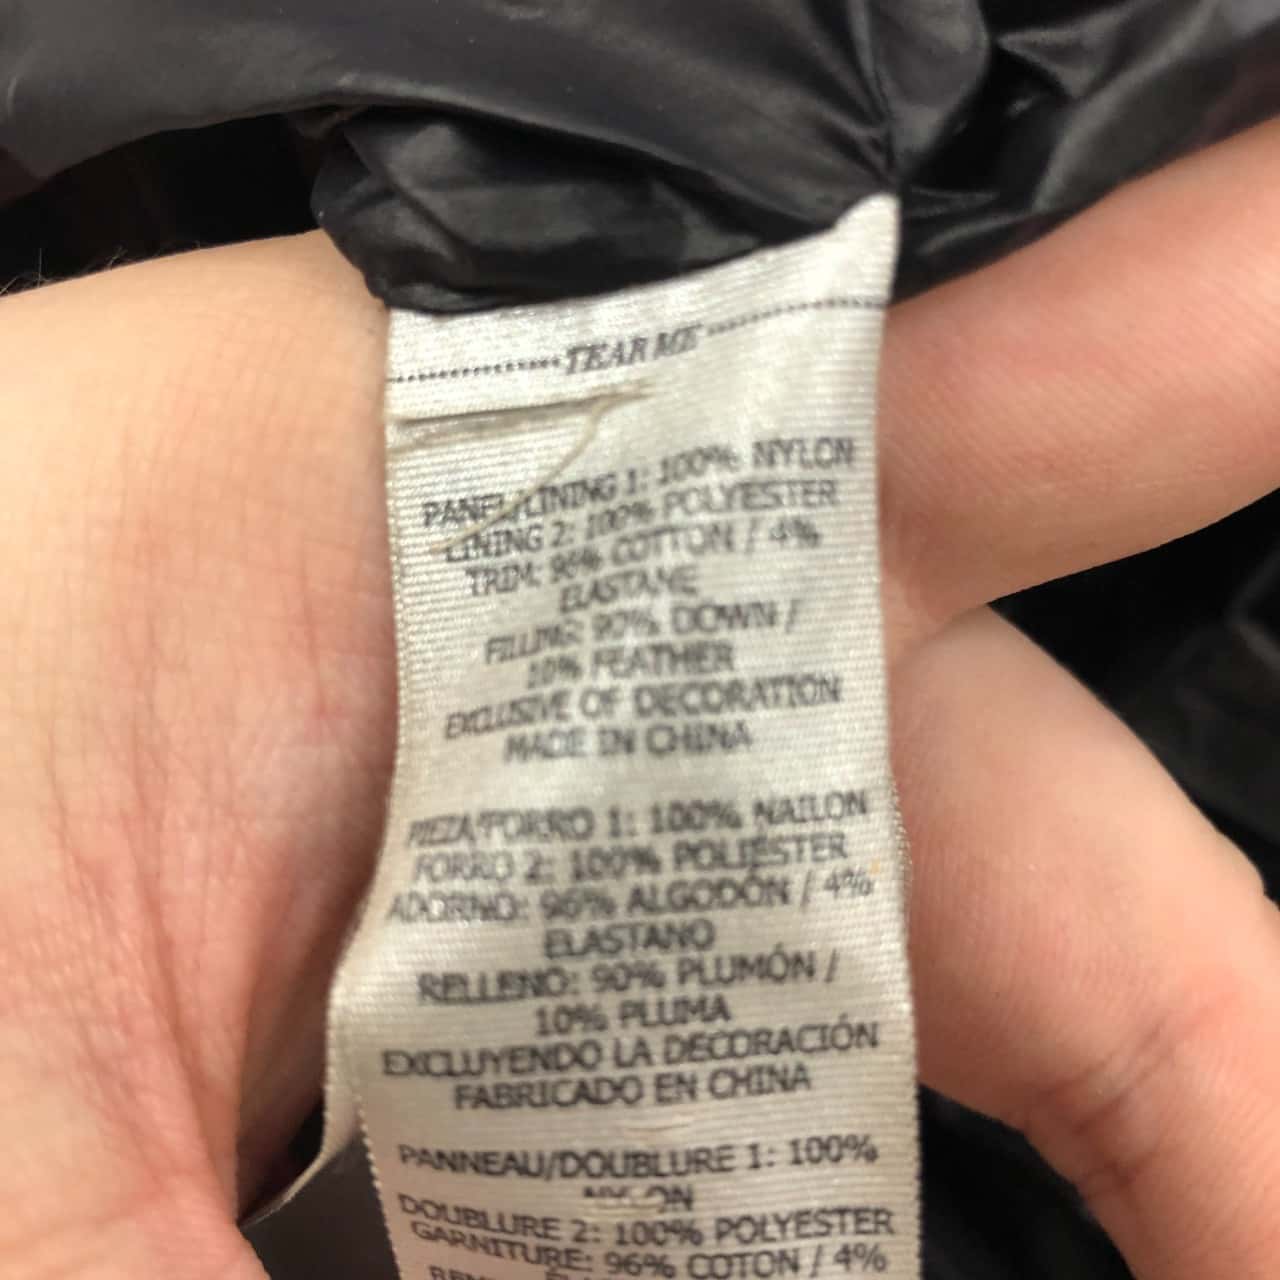 TEAR ME
PANEL/LINING 1: 100% NYLON
LINING 2: 100% POLYESTER
TRIM: 96% COTTON / 4%
ELASTANE
FILLING: 90% DOWN /
10% FEATHER
EXCLUSIVE OF DECORATION
MADE IN CHINA
PIEZA/FORRO 1: 100% NAILON
FORRO 2: 100% POLIÉSTER
ADORNO: 96% ALGODÓN / 4%
ELASTANO
RELLENO: 90% PLUMÓN /
10% PLUMA
EXCLUYENDO LA DECORACIÓN
FABRICADO EN CHINA
PANNEAU/DOUBLURE 1: 100%
NYLON
DOUBLURE 2: 100% POLYESTER
GARNITURE: 96% COTON / 4%